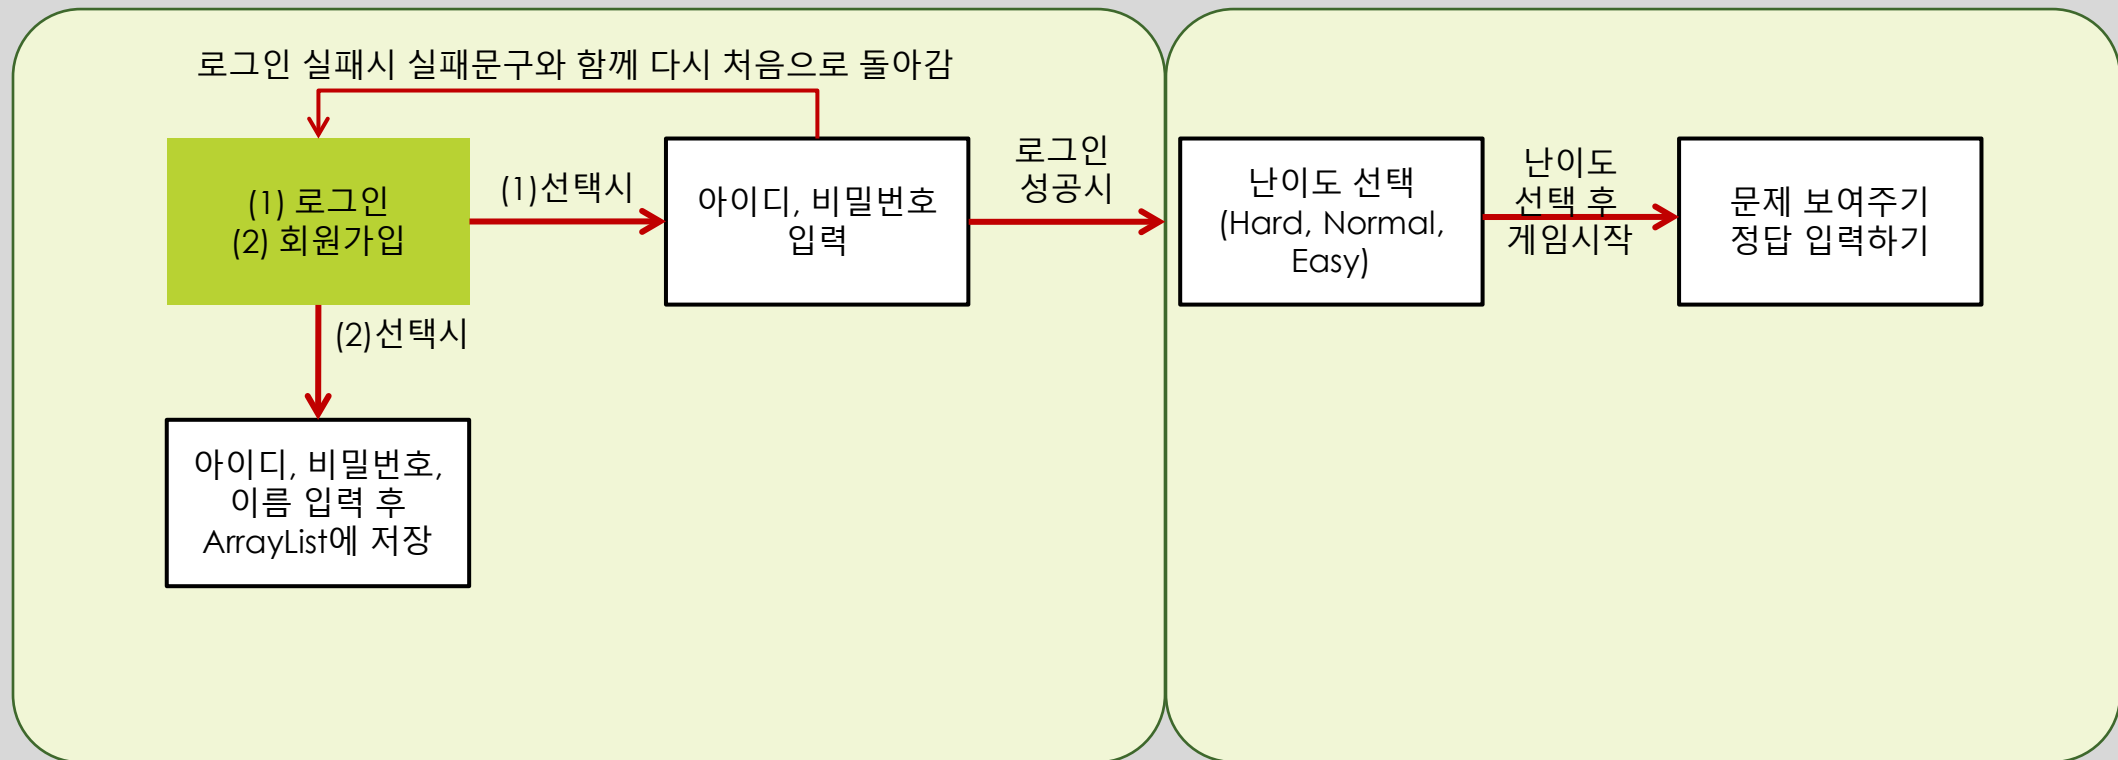 로그인 실패시 실패문구와 함께 다시 처음으로 돌아감
(1) 로그인
(2) 회원가입
(1)선택시
아이디, 비밀번호
입력
로그인
성공시
(2)선택시
아이디, 비밀번호,
이름 입력 후
ArrayList에 저장
난이도 선택
(Hard, Normal,
Easy)
난이도
선택 후
게임시작
문제 보여주기
정답 입력하기